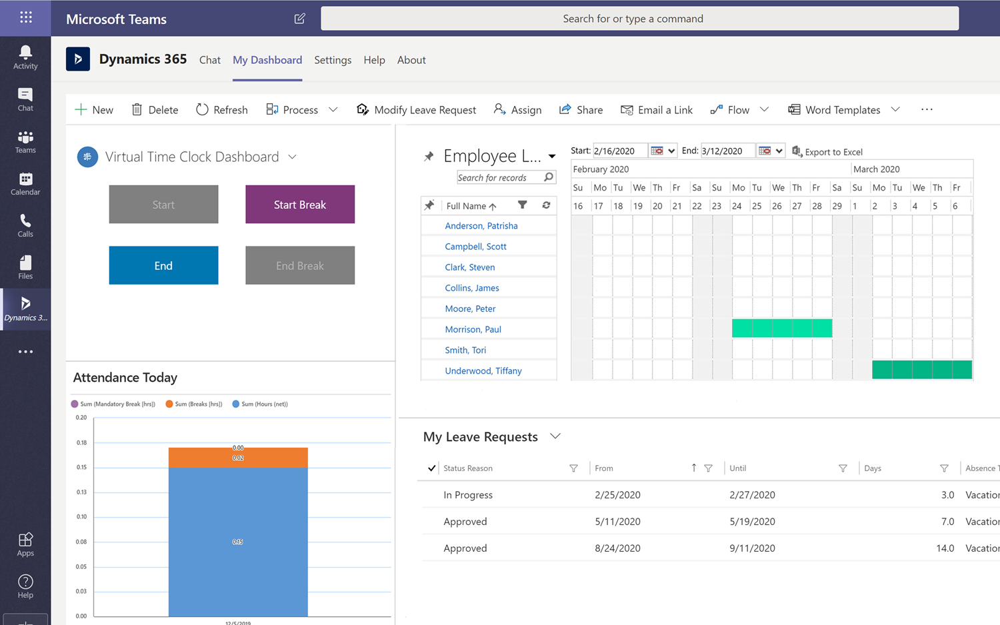 Microsoft Teams
Search for or type a command
Activity
Chat
Teams
Calendar
Calls
Files
Dynamics 3...
Apps
Help
Dynamics 365 Chat My Dashboard Settings Help About
New Delete Refresh Process Modify Leave Request Assign Share Email a Link Flow Word Templates
Virtual Time Clock Dashboard
Start Start Break
End End Break
Employee L...
Search for records
Start: 2/16/2020 End: 3/12/2020 Export to Excel
February 2020 March 2020
Su Mo Tu We Th Fr Sa Su Mo Tu We Th Fr Sa Su Mo Tu We Th Fr
16 17 18 19 20 21 22 23 24 25 26 27 28 29 1 2 3 4 5 6
Full Name
Anderson, Patrisha
Campbell, Scott
Clark, Steven
Collins, James
Moore, Peter
Morrison, Paul
Smith, Tori
Underwood, Tiffany
Attendance Today
Sum (Mandatory Break [hrs]) Sum (Breaks [hrs]) Sum (Hours (net))
0.20
0.18
0.15
0.13
0.10
0.08
0.05
0.03
0.00
0.00
0.02
0.15
12/5/2019
My Leave Requests
Status Reason From Until Days Absence T
In Progress 2/25/2020 2/27/2020 3.0 Vacation
Approved 5/11/2020 5/19/2020 7.0 Vacation
Approved 8/24/2020 9/11/2020 14.0 Vacation